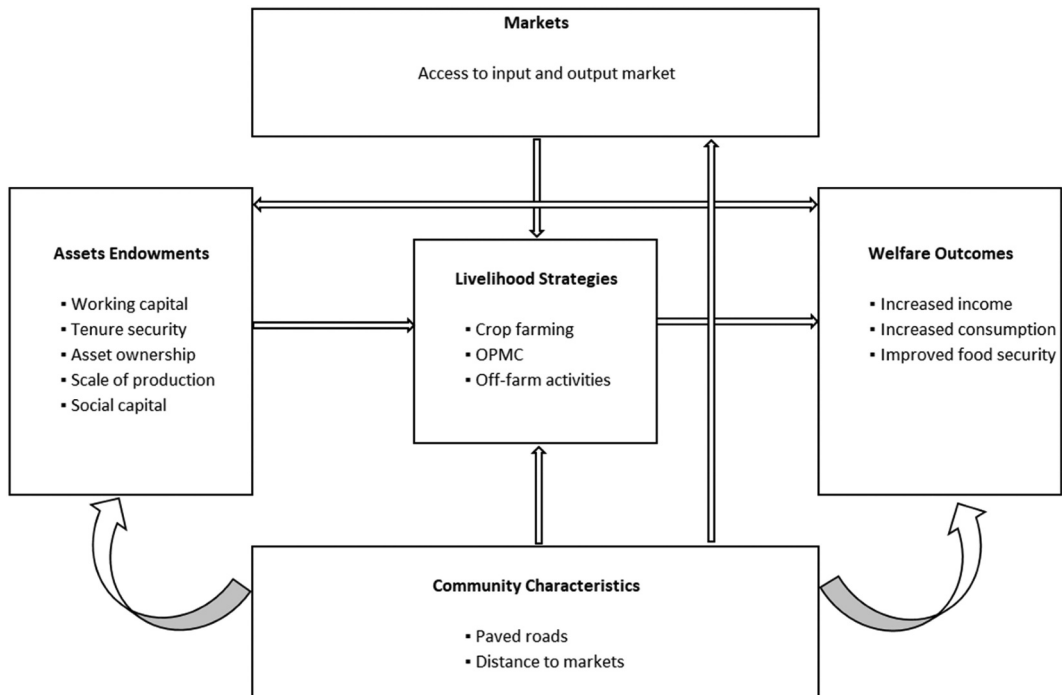 Markets
Access to input and output market
Assets Endowments
▪ Working capital
▪ Tenure security
▪ Asset ownership
▪ Scale of production
▪ Social capital
Livelihood Strategies
▪ Crop farming
▪ OPMC
▪ Off-farm activities
Welfare Outcomes
▪ Increased income
▪ Increased consumption
▪ Improved food security
Community Characteristics
▪ Paved roads
▪ Distance to markets